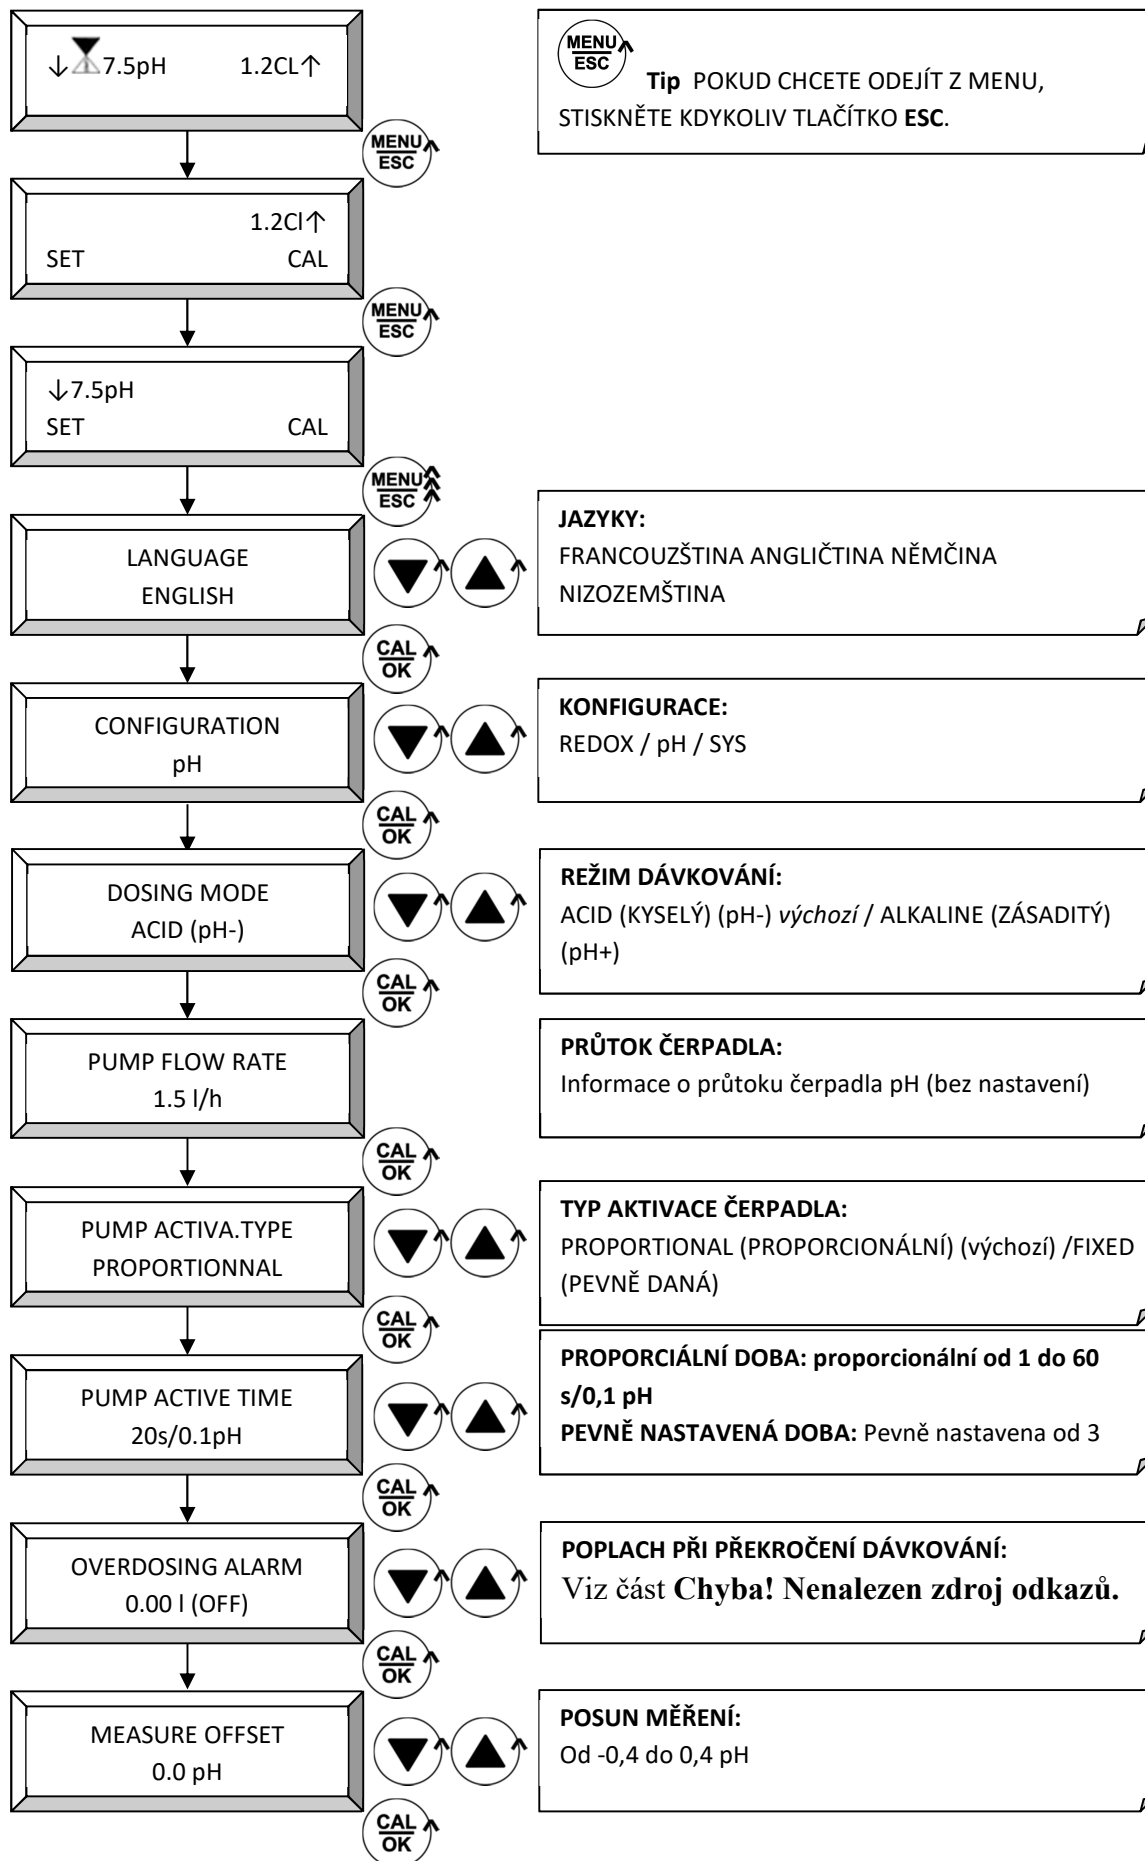 ↓ 7.5pH 1.2CL↑
MENU
ESC
Tip POKUD CHCETE ODEJÍT Z MENU,
STISKNĚTE KDYKOLIV TLAČÍTKO ESC.
MENU
ESC
1.2Cl↑
SET CAL
MENU
ESC
↓7.5pH
SET CAL
MENU
ESC
LANGUAGE
ENGLISH
JAZYKY:
FRANCOUZŠTINA ANGLIČTINA NĚMČINA
NIZOZEMŠTINA
CAL
OK
CONFIGURATION
pH
KONFIGURACE:
REDOX / pH / SYS
CAL
OK
DOSING MODE
ACID (pH-)
REŽIM DÁVKOVÁNÍ:
ACID (KYSELÝ) (pH-) výchozí / ALKALINE (ZÁSADITÝ)
(pH+)
CAL
OK
PUMP FLOW RATE
1.5 l/h
PRŮTOK ČERPADLA:
Informace o průtoku čerpadla pH (bez nastavení)
CAL
OK
PUMP ACTIVA.TYPE
PROPORTIONNAL
TYP AKTIVACE ČERPADLA:
PROPORTIONAL (PROPORCIONÁLNÍ) (výchozí) /FIXED
(PEVNĚ DANÁ)
CAL
OK
PUMP ACTIVE TIME
20s/0.1pH
PROPORCIÁLNÍ DOBA: proporcionální od 1 do 60
s/0,1 pH
PEVNĚ NASTAVENÁ DOBA: Pevně nastavena od 3
CAL
OK
OVERDOSING ALARM
0.00 l (OFF)
POPLACH PŘI PŘEKROČENÍ DÁVKOVÁNÍ:
Viz část Chyba! Nenalezen zdroj odkazů.
CAL
OK
MEASURE OFFSET
0.0 pH
POSUN MĚŘENÍ:
Od -0,4 do 0,4 pH
CAL
OK